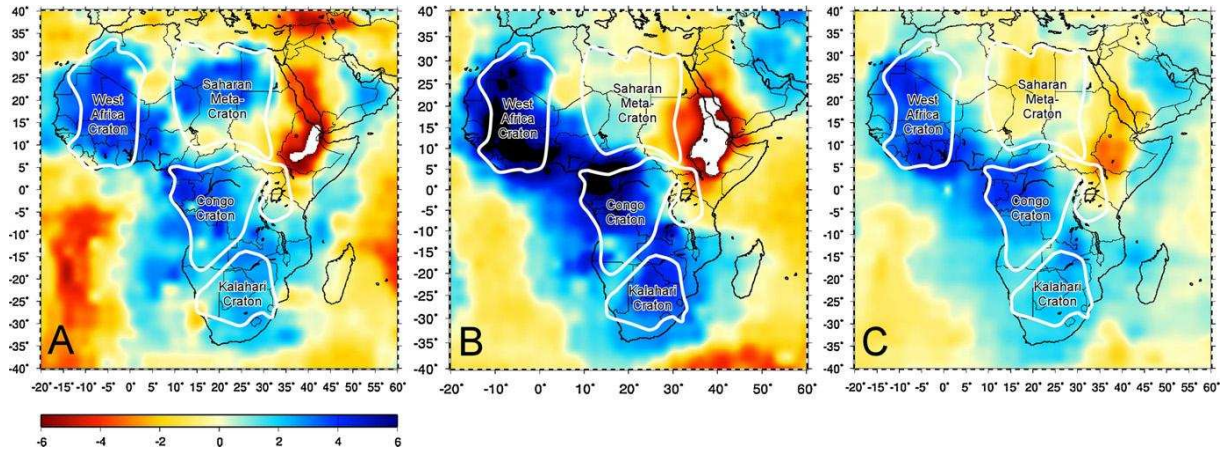 40°
35°
30°
25°
20°
15°
10°
5°
0°
-5°
-10°
-15°
-20°
-25°
-30°
-35°
-40°
West
Africa
Craton
Saharan
Meta-
Craton
Congo
Craton
Kalahari
Craton
A
-20° -15° -10° -5° 0° 5° 10° 15° 20° 25° 30° 35° 40° 45° 50° 55° 60°
40°
35°
30°
25°
20°
15°
10°
5°
0°
-5°
-10°
-15°
-20°
-25°
-30°
-35°
-40°
West
Africa
Craton
Saharan
Meta-
Craton
Congo
Craton
Kalahari
Craton
B
-20° -10° 0° 10° 20° 30° 40° 50° 60°
40°
35°
30°
25°
20°
15°
10°
5°
0°
-5°
-10°
-15°
-20°
-25°
-30°
-35°
-40°
West
Africa
Craton
Saharan
Meta-
Craton
Congo
Craton
Kalahari
Craton
C
-20° -15° -10° -5° 0° 5° 10° 15° 20° 25° 30° 35° 40° 45° 50° 55° 60°
-6 -4 -2 0 2 4 6